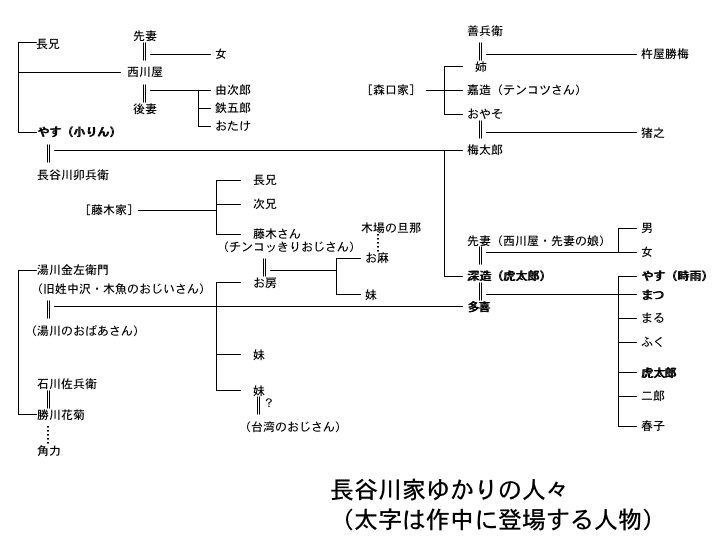 長兄
先妻
女
西川屋
後妻
由次郎
鉄五郎
おたけ
やす（小りん）
長谷川卯兵衛
善兵衛
杵屋勝梅
姉
［森口家］
嘉造（テンコツさん）
おやそ
猪之
梅太郎
［藤木家］
長兄
次兄
藤木さん
（チンコッきりおじさん）
木場の旦那
お麻
妹
お房
湯川金左衛門
（旧姓中沢・木魚のおじいさん）
（湯川のおばあさん）
妹
妹
？
（台湾のおじさん）
石川佐兵衛
勝川花菊
角力
先妻（西川屋・先妻の娘）
男
女
深造（虎太郎）
多喜
やす（時雨）
まつ
まる
ふく
虎太郎
二郎
春子
長谷川家ゆかりの人々
（太字は作中に登場する人物）